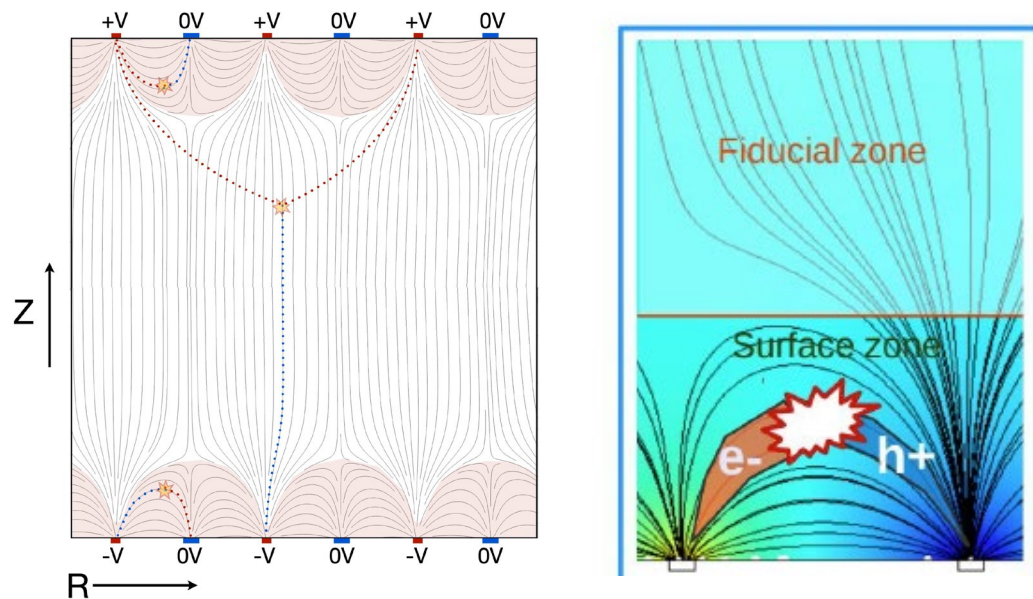 +V 0V +V 0V +V 0V
Z
-V 0V -V 0V -V 0V
R
Fiducial zone
Surface zone
e- h+